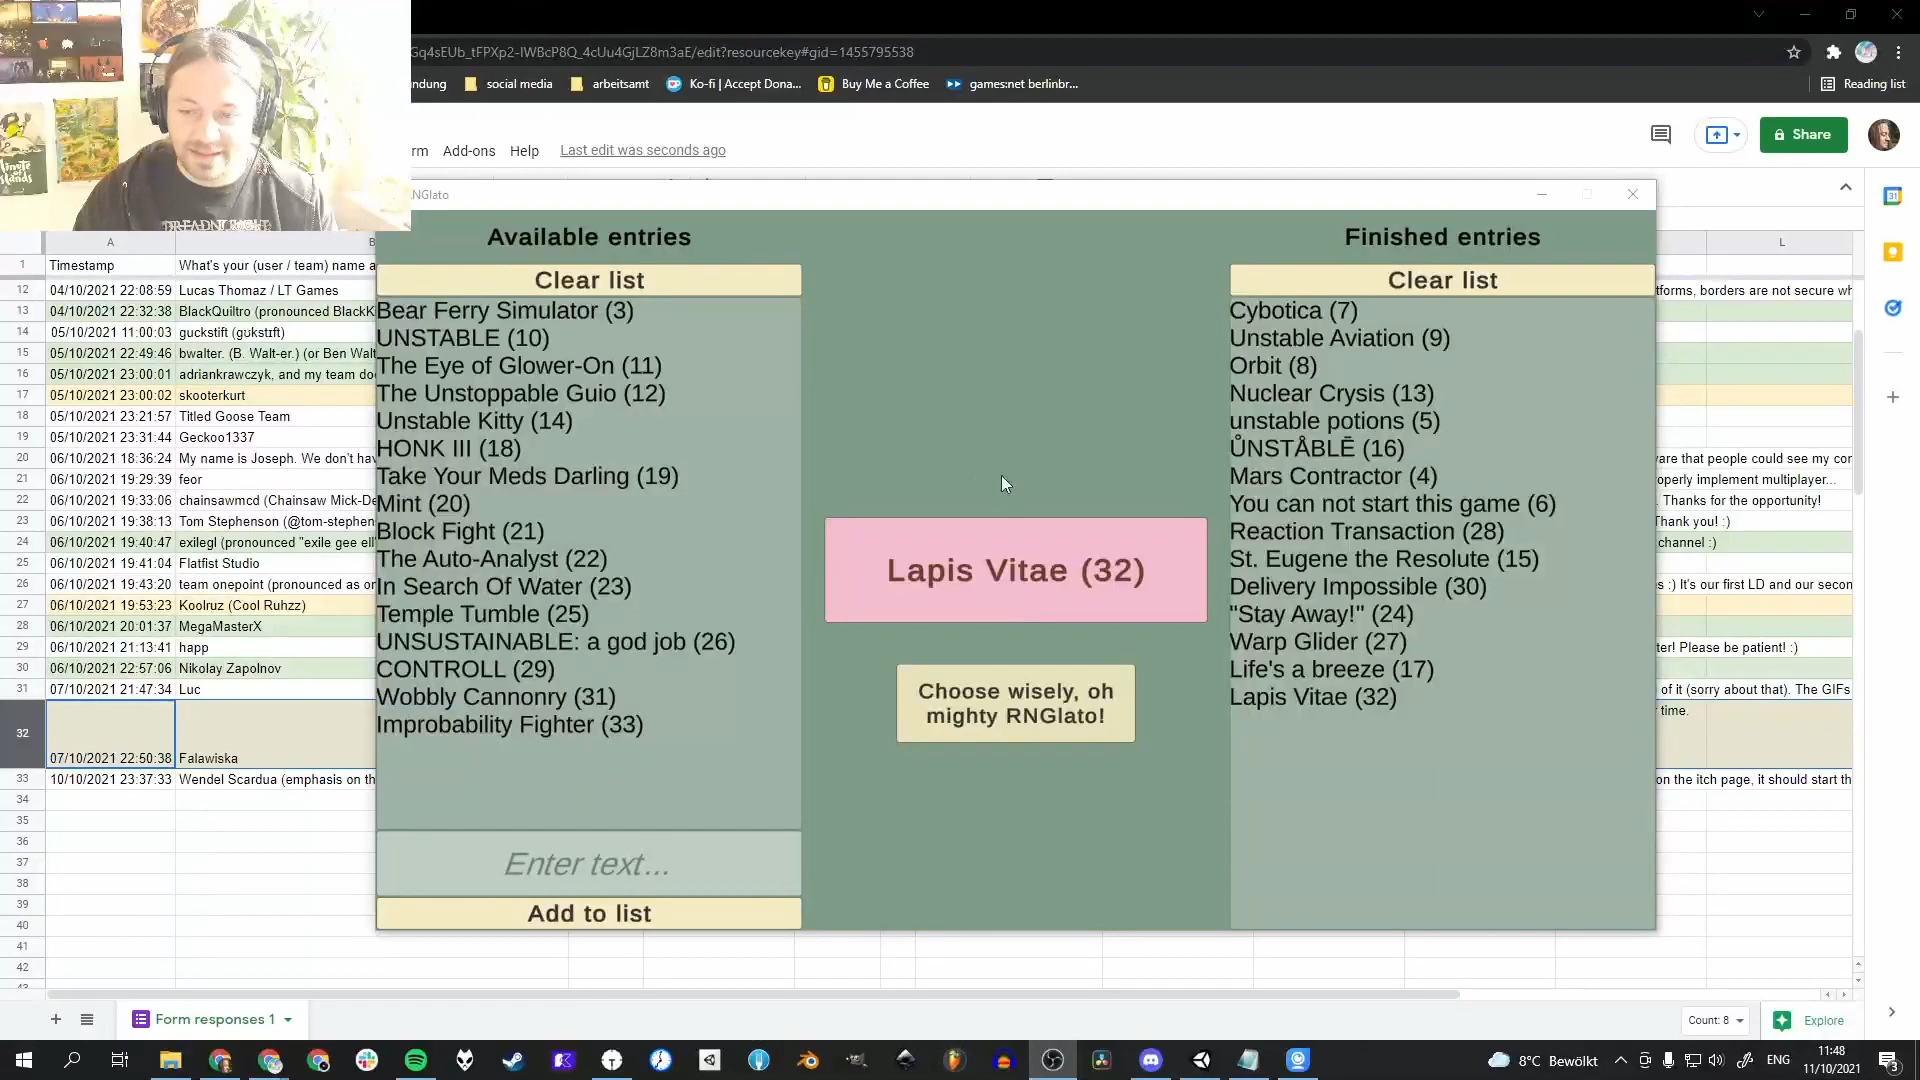 Gq4sEUb_tFPXp2-IWBcP8Q_4cUu4GjLZ8m3aE/edit?resourcekey#gid=1455795538
ndung social media arbeitsamt Ko-fi | Accept Dona... Buy Me a Coffee games:net berlinbr... Reading list
rm Add-ons Help Last edit was seconds ago Share
NGlato
Available entries
Clear list
Bear Ferry Simulator (3)
UNSTABLE (10)
The Eye of Glower-On (11)
The Unstoppable Guio (12)
Unstable Kitty (14)
HONK III (18)
Take Your Meds Darling (19)
Mint (20)
Block Fight (21)
The Auto-Analyst (22)
In Search Of Water (23)
Temple Tumble (25)
UNSUSTAINABLE: a god job (26)
CONTROLL (29)
Wobbly Cannonry (31)
Improbability Fighter (33)
Enter text...
Add to list
Lapis Vitae (32)
Choose wisely, oh
mighty RNGlato!
Finished entries
Clear list
Cybotica (7)
Unstable Aviation (9)
Orbit (8)
Nuclear Crysis (13)
unstable potions (5)
ŮNSTÅBLĒ (16)
Mars Contractor (4)
You can not start this game (6)
Reaction Transaction (28)
St. Eugene the Resolute (15)
Delivery Impossible (30)
"Stay Away!" (24)
Warp Glider (27)
Life's a breeze (17)
Lapis Vitae (32)
A B L
1 Timestamp What's your (user / team) name a
12 04/10/2021 22:08:59 Lucas Thomaz / LT Games tforms, borders are not secure wh
13 04/10/2021 22:32:38 BlackQuiltro (pronounced BlackK
14 05/10/2021 11:00:03 guckstift (gʊkstɪft)
15 05/10/2021 22:49:46 bwalter. (B. Walt-er.) (or Ben Walt
16 05/10/2021 23:00:01 adriankrawczyk, and my team doe
17 05/10/2021 23:00:02 skooterkurt
18 05/10/2021 23:21:57 Titled Goose Team
19 05/10/2021 23:31:44 Geckoo1337
20 06/10/2021 18:36:24 My name is Joseph. We don't hav are that people could see my cor
21 06/10/2021 19:29:39 feor operly implement multiplayer...
22 06/10/2021 19:33:06 chainsawmcd (Chainsaw Mick-De . Thanks for the opportunity!
23 06/10/2021 19:38:13 Tom Stephenson (@tom-stephen Thank you! :)
24 06/10/2021 19:40:47 exilegl (pronounced "exile gee ell channel :)
25 06/10/2021 19:41:04 Flatfist Studio
26 06/10/2021 19:43:20 team onepoint (pronounced as or es :) It's our first LD and our secon
27 06/10/2021 19:53:23 Koolruz (Cool Ruhzz)
28 06/10/2021 20:01:37 MegaMasterX
29 06/10/2021 21:13:41 happ ter! Please be patient! :)
30 06/10/2021 22:57:06 Nikolay Zapolnov
31 07/10/2021 21:47:34 Luc of it (sorry about that). The GIFs
r time.
32 07/10/2021 22:50:38 Falawiska
33 10/10/2021 23:37:33 Wendel Scardua (emphasis on th on the itch page, it should start th
34
35
36
37
38
39
40
41
42
Form responses 1 Count: 8 Explore
8°C Bewölkt ENG 11:48
11/10/2021 3